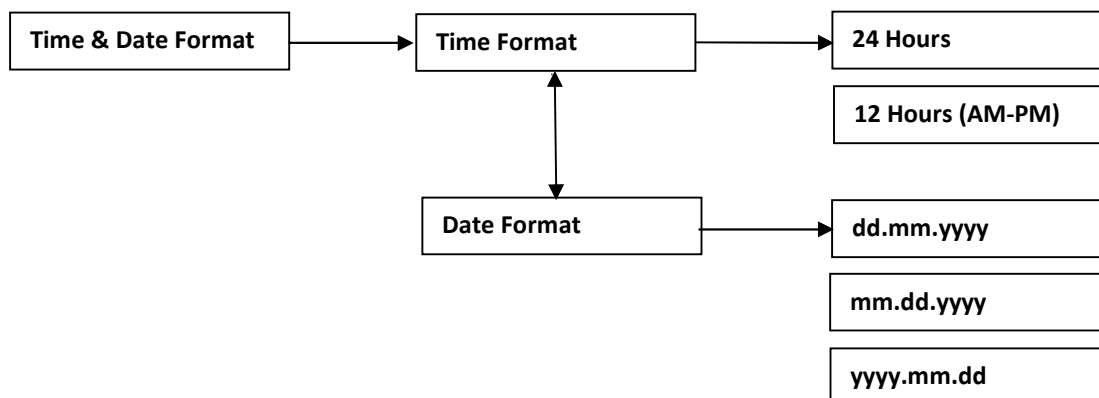 Time & Date Format
Time Format
24 Hours
12 Hours (AM-PM)
Date Format
dd.mm.yyyy
mm.dd.yyyy
yyyy.mm.dd